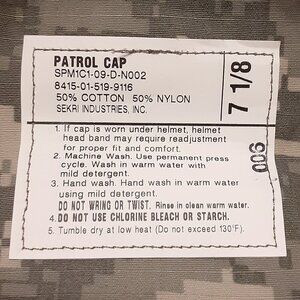 PATROL CAP
SPM1C1-09-D-N002
8415-01-519-9116
50% COTTON 50% NYLON
SEKRI INDUSTRIES, INC.
7 1/8
1. If cap is worn under helmet, helmet
head band may require readjustment
for proper fit and comfort.
2. Machine Wash. Use permanent press
cycle. Wash in warm water with
mild detergent.
3. Hand wash. Hand wash in warm water
using mild detergent.
DO NOT WRING OR TWIST. Rinse in clean warm water.
4. DO NOT USE CHLORINE BLEACH OR STARCH.
5. Tumble dry at low heat (Do not exceed 130°F).
006